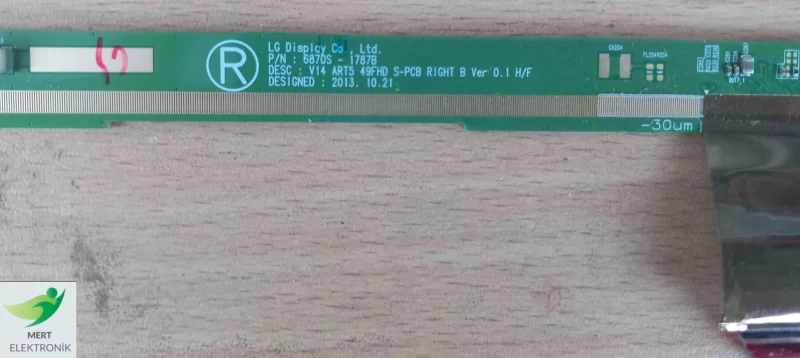 R
LG Display Co., Ltd.
P/N : 6870S - 1787B
DESC : V14 ART5 49FHD S-PCB RIGHT B Ver 0.1 H/F
DESIGNED : 2013. 10.21
-30um
MERT
ELEKTRONİK